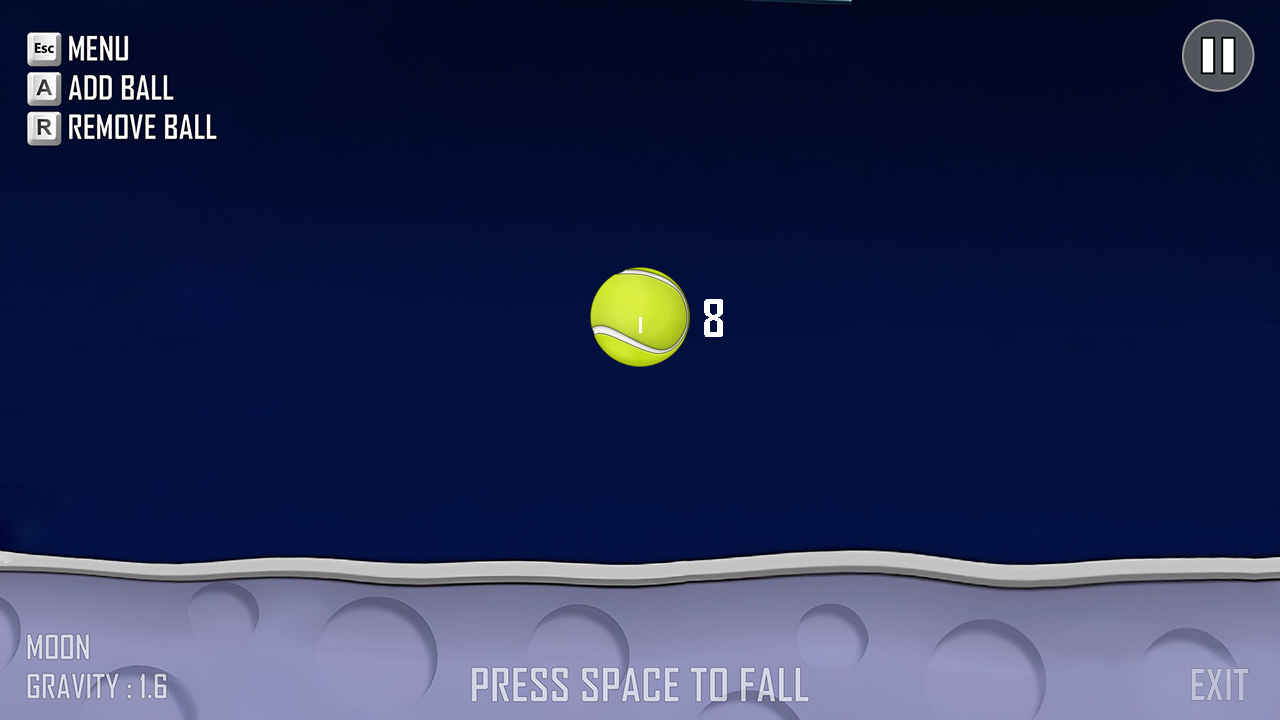 Esc MENU
A ADD BALL
R REMOVE BALL
8
MOON
GRAVITY : 1.6
PRESS SPACE TO FALL
EXIT